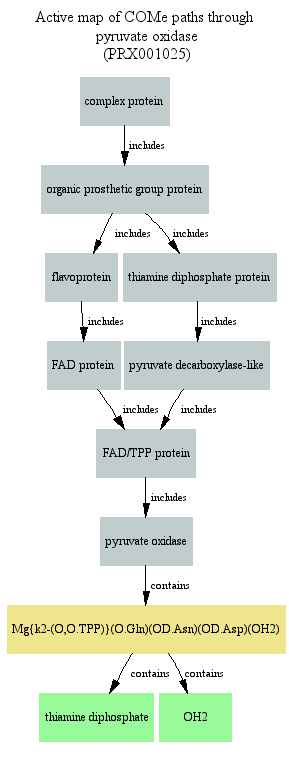 Active map of COMe paths through
pyruvate oxidase
(PRX001025)
complex protein
includes
organic prosthetic group protein
includes includes
flavoprotein thiamine diphosphate protein
includes includes
FAD protein pyruvate decarboxylase-like
includes includes
FAD/TPP protein
includes
pyruvate oxidase
contains
Mg{k2-(O,O.TPP)}(O.Gln)(OD.Asn)(OD.Asp)(OH2)
contains contains
thiamine diphosphate OH2